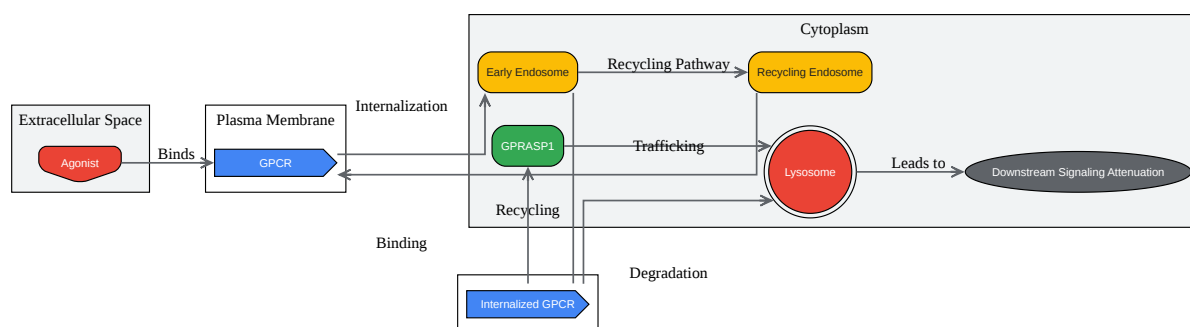 Cytoplasm
Early Endosome
Recycling Pathway
Recycling Endosome
Internalization
Extracellular Space
Plasma Membrane
Agonist
Binds
GPCR
GPRASP1
Trafficking
Lysosome
Leads to
Downstream Signaling Attenuation
Recycling
Binding
Degradation
Internalized GPCR